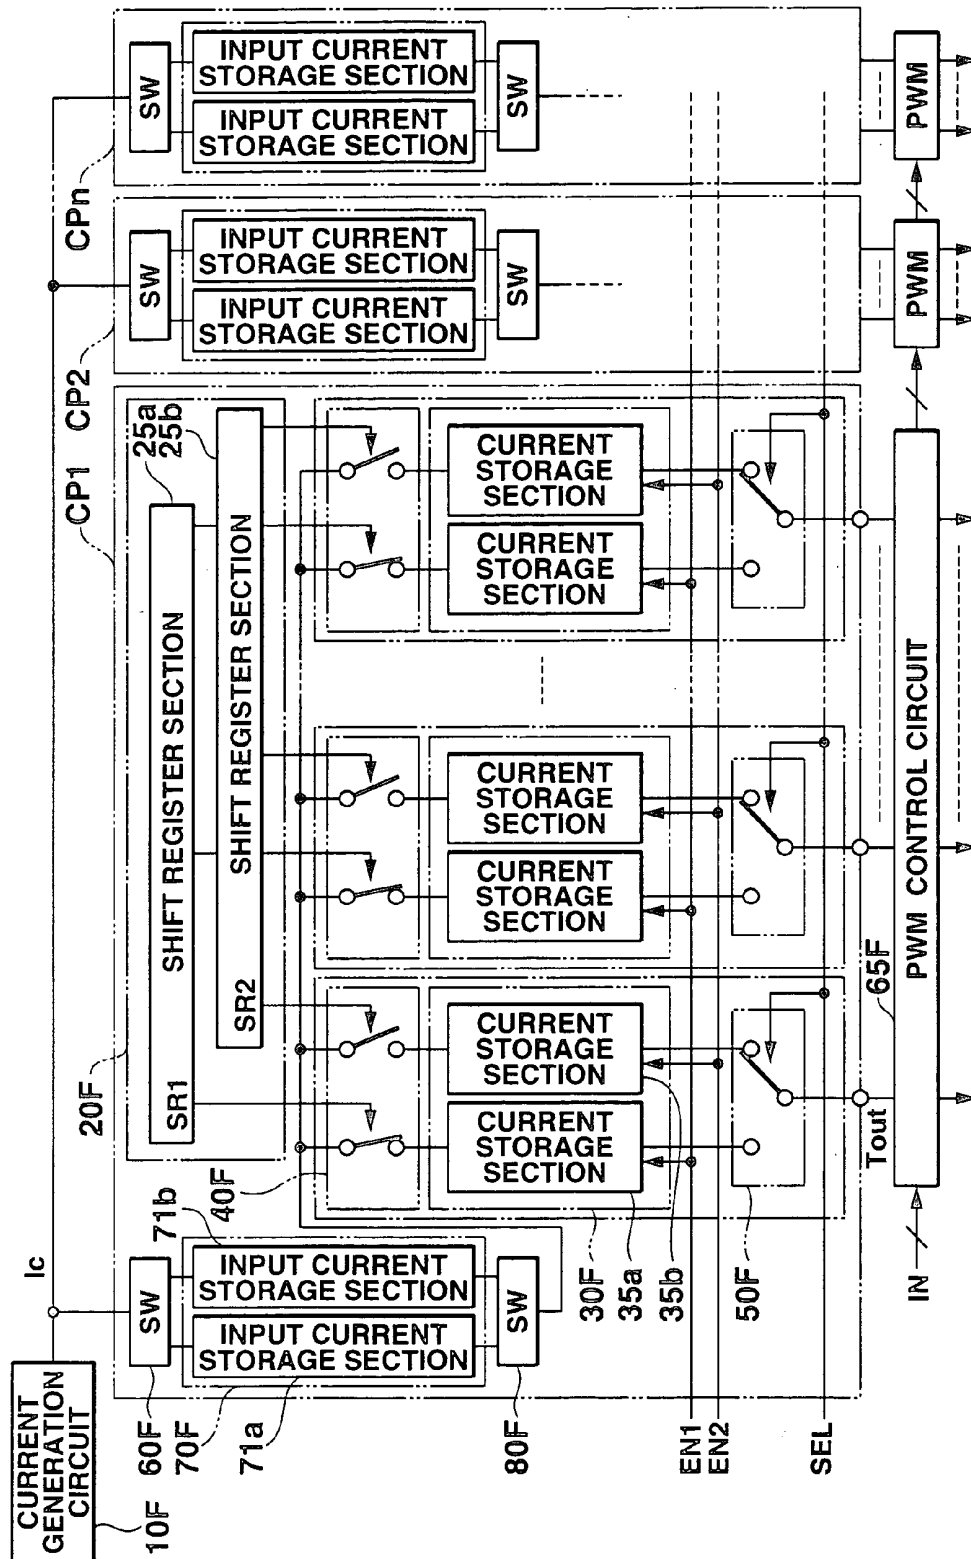 CURRENT
GENERATION
CIRCUIT
10F
Ic
CP1
CP2
CPn
60F
70F
71a
71b
80F
SW
INPUT CURRENT
STORAGE SECTION
INPUT CURRENT
STORAGE SECTION
SW
SW
INPUT CURRENT
STORAGE SECTION
INPUT CURRENT
STORAGE SECTION
SW
SW
INPUT CURRENT
STORAGE SECTION
INPUT CURRENT
STORAGE SECTION
SW
20F
SR1
SHIFT REGISTER SECTION
25a
SR2
SHIFT REGISTER SECTION
25b
40F
30F
35a
35b
50F
CURRENT
STORAGE
SECTION
CURRENT
STORAGE
SECTION
CURRENT
STORAGE
SECTION
CURRENT
STORAGE
SECTION
CURRENT
STORAGE
SECTION
CURRENT
STORAGE
SECTION
EN1
EN2
SEL
Tout
65F
IN
PWM CONTROL CIRCUIT
PWM
PWM